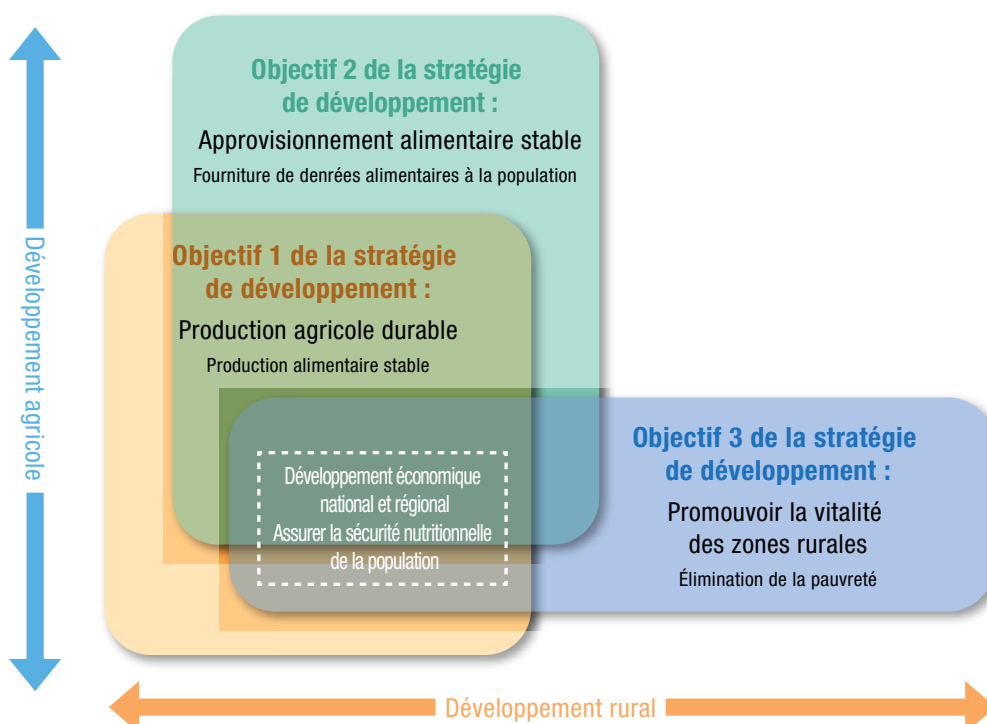 Objectif 2 de la stratégie
de développement :
Approvisionnement alimentaire stable
Fourniture de denrées alimentaires à la population
Objectif 1 de la stratégie
de développement :
Production agricole durable
Production alimentaire stable
Développement agricole
Développement économique
national et régional
Assurer la sécurité nutritionnelle
de la population
Objectif 3 de la stratégie
de développement :
Promouvoir la vitalité
des zones rurales
Élimination de la pauvreté
Développement rural